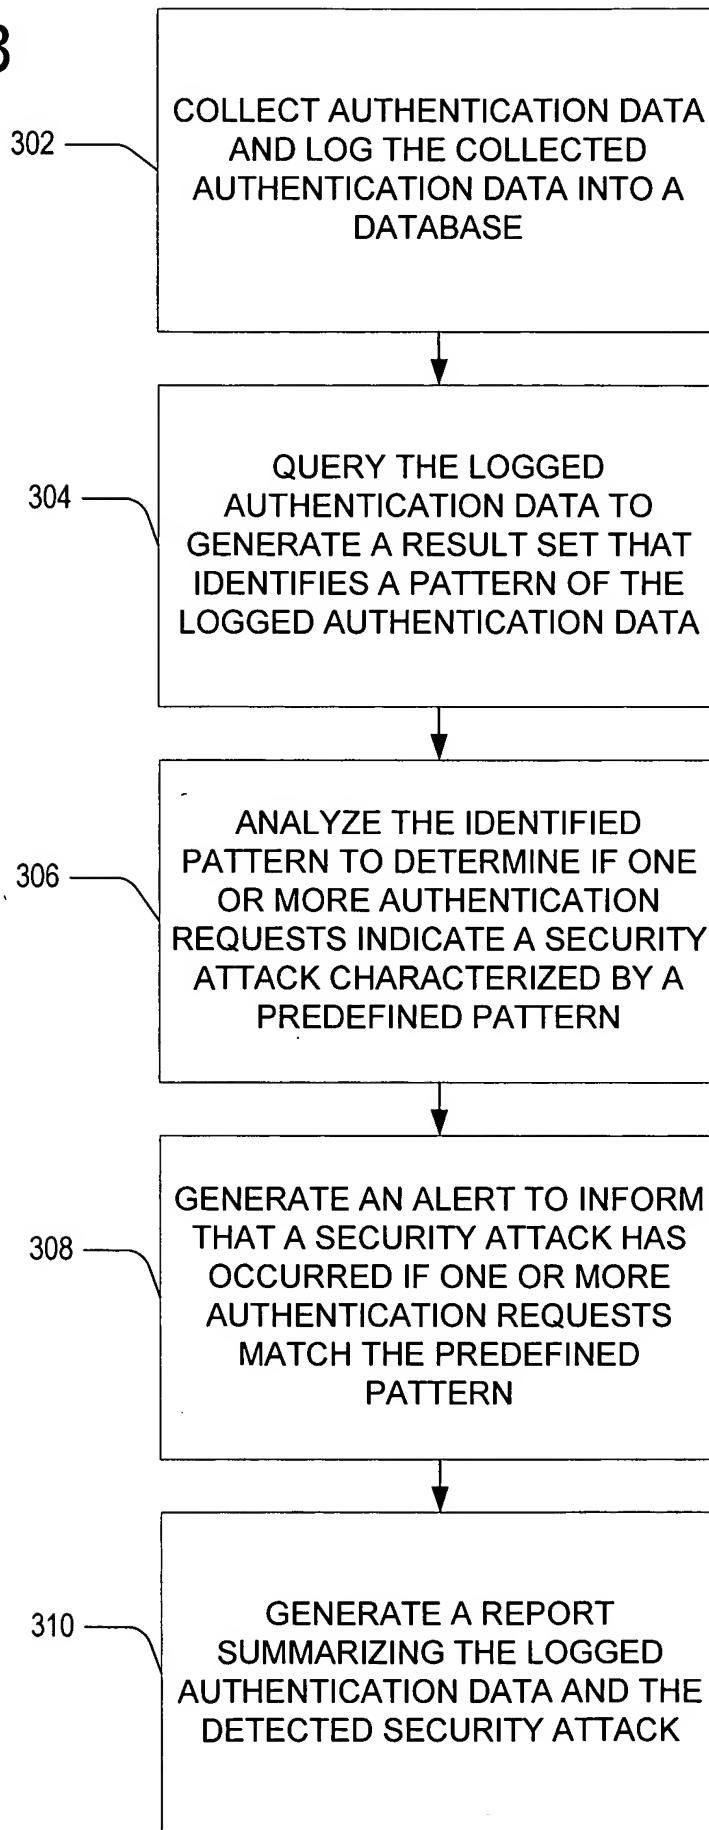 3
302
COLLECT AUTHENTICATION DATA
AND LOG THE COLLECTED
AUTHENTICATION DATA INTO A
DATABASE
304
QUERY THE LOGGED
AUTHENTICATION DATA TO
GENERATE A RESULT SET THAT
IDENTIFIES A PATTERN OF THE
LOGGED AUTHENTICATION DATA
306
ANALYZE THE IDENTIFIED
PATTERN TO DETERMINE IF ONE
OR MORE AUTHENTICATION
REQUESTS INDICATE A SECURITY
ATTACK CHARACTERIZED BY A
PREDEFINED PATTERN
308
GENERATE AN ALERT TO INFORM
THAT A SECURITY ATTACK HAS
OCCURRED IF ONE OR MORE
AUTHENTICATION REQUESTS
MATCH THE PREDEFINED
PATTERN
310
GENERATE A REPORT
SUMMARIZING THE LOGGED
AUTHENTICATION DATA AND THE
DETECTED SECURITY ATTACK